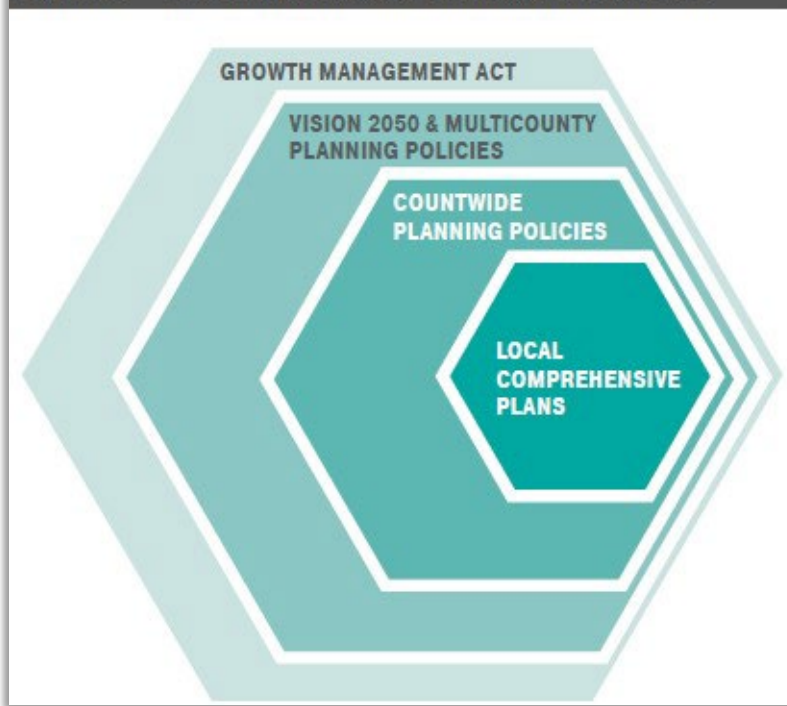 GROWTH MANAGEMENT ACT
VISION 2050 & MULTICOUNTY
PLANNING POLICIES
COUNTWIDE
PLANNING POLICIES
LOCAL
COMPREHENSIVE
PLANS